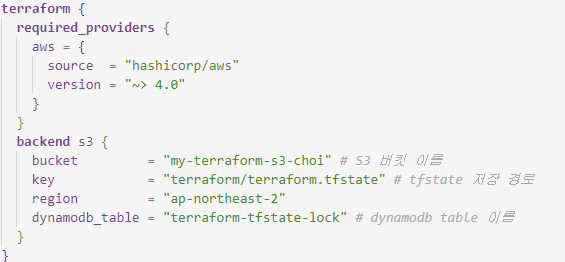 terraform {
  required_providers {
    aws = {
      source  = "hashicorp/aws"
      version = "~> 4.0"
    }
  }
  backend s3 {
    bucket         = "my-terraform-s3-choi" # S3 버킷 이름
    key            = "terraform/terraform.tfstate" # tfstate 저장 경로
    region         = "ap-northeast-2"
    dynamodb_table = "terraform-tfstate-lock" # dynamodb table 이름
  }
}